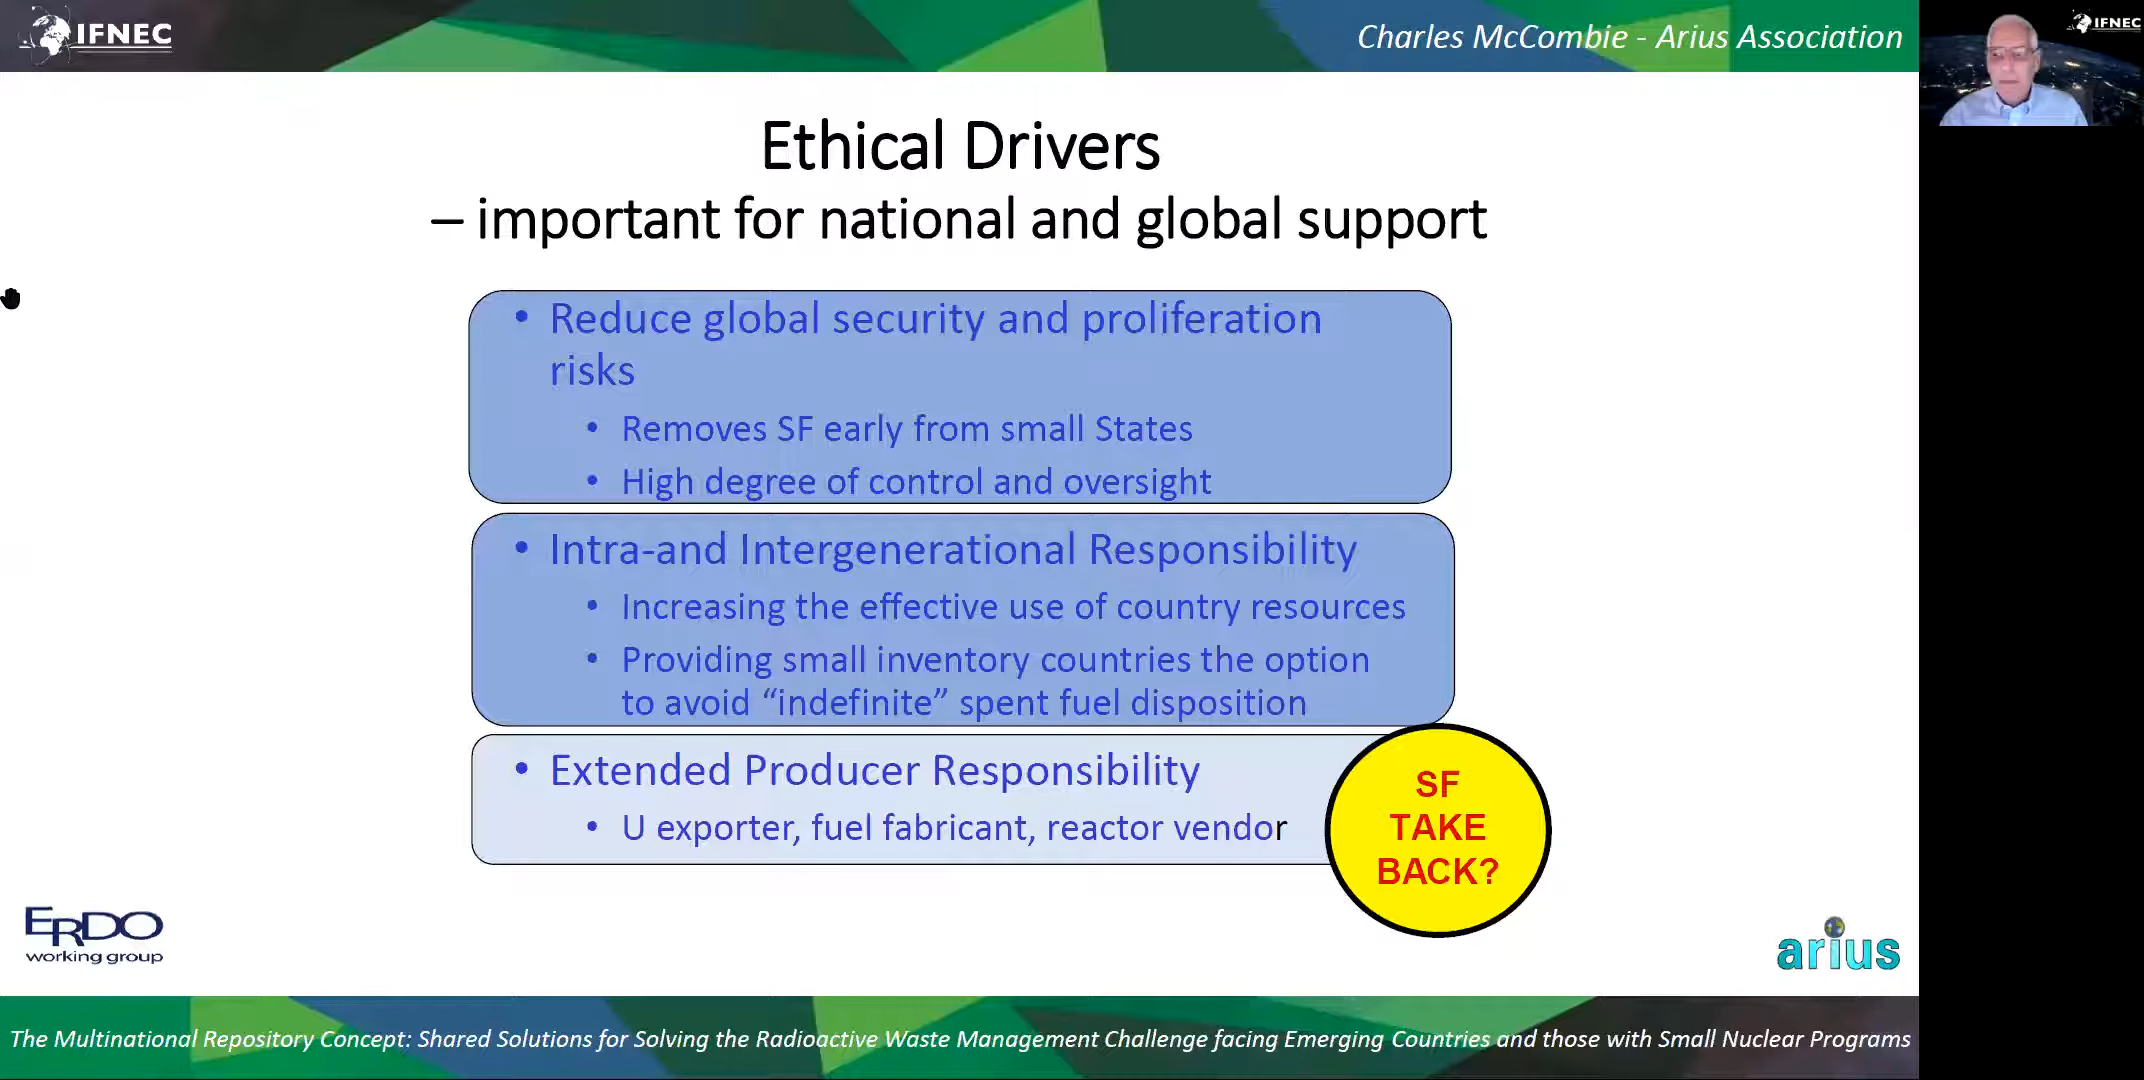 IFNEC
Charles McCombie - Arius Association
IFNEC
Ethical Drivers
– important for national and global support
• Reduce global security and proliferation
risks
• Removes SF early from small States
• High degree of control and oversight
• Intra-and Intergenerational Responsibility
• Increasing the effective use of country resources
• Providing small inventory countries the option
to avoid “indefinite” spent fuel disposition
• Extended Producer Responsibility
• U exporter, fuel fabricant, reactor vendor
SF
TAKE
BACK?
ERDO
working group
arius
The Multinational Repository Concept: Shared Solutions for Solving the Radioactive Waste Management Challenge facing Emerging Countries and those with Small Nuclear Programs